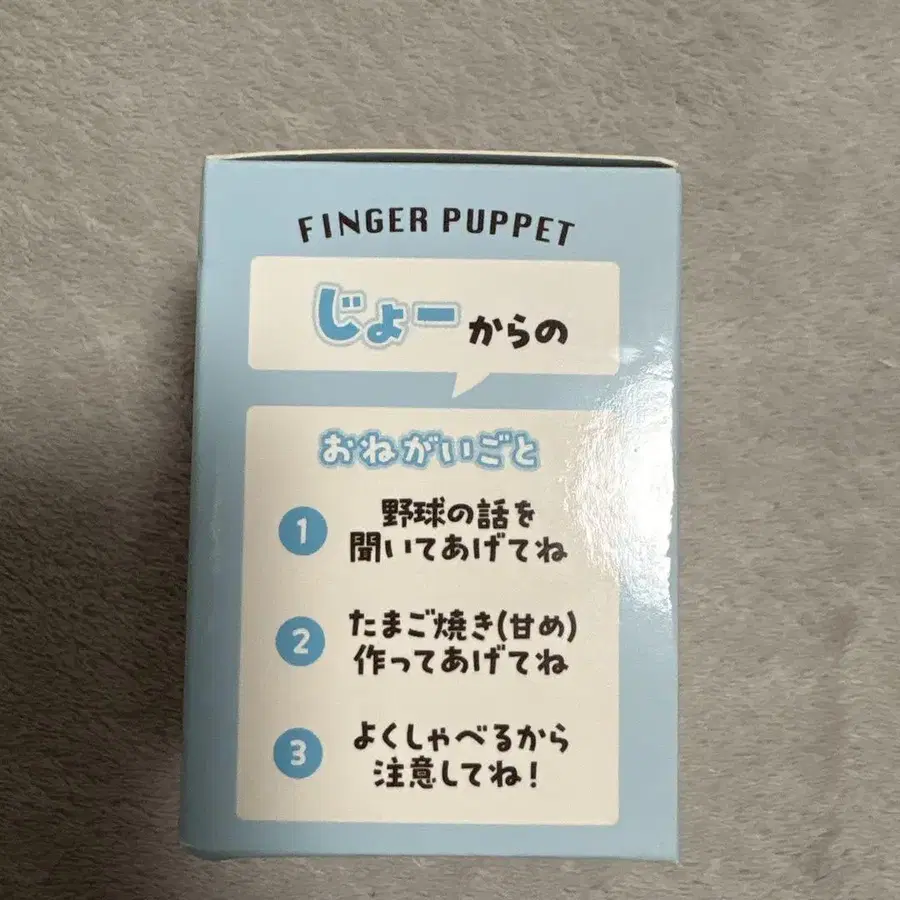 FINGER PUPPET
じょーからの
おねがいごと
1 野球の話を
聞いてあげてね
2 たまご焼き(甘め)
作ってあげてね
3 よくしゃべるから
注意してね!